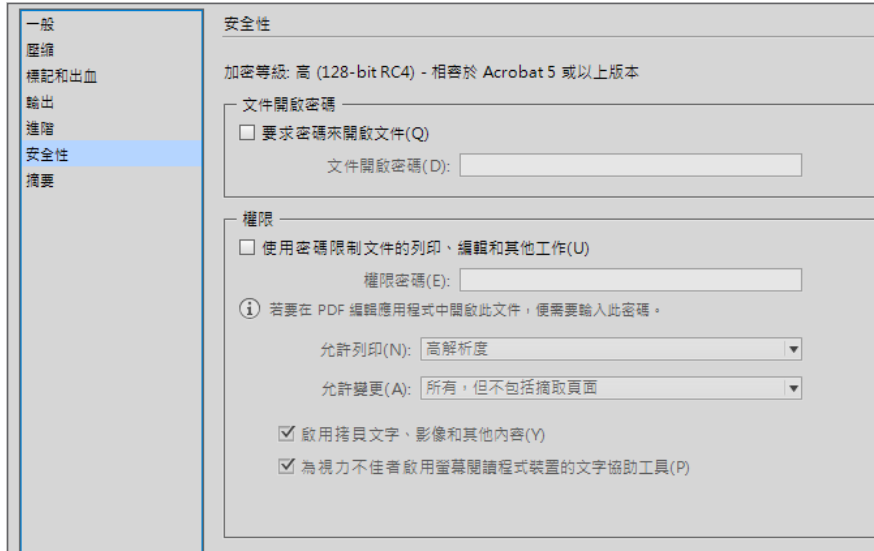 一般
壓縮
標記和出血
輸出
進階
安全性
摘要
安全性
加密等級: 高 (128-bit RC4) - 相容於 Acrobat 5 或以上版本
文件開啟密碼
要求密碼來開啟文件(Q)
文件開啟密碼(D):
權限
使用密碼限制文件的列印、編輯和其他工作(U)
權限密碼(E):
若要在 PDF 編輯應用程式中開啟此文件，便需要輸入此密碼。
允許列印(N): 高解析度
允許變更(A): 所有，但不包括摘取頁面
啟用拷貝文字、影像和其他內容(Y)
為視力不佳者啟用螢幕閱讀程式裝置的文字協助工具(P)